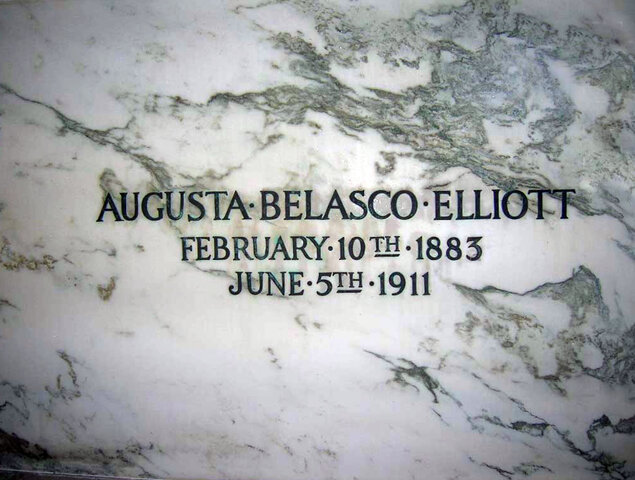 AUGUSTA·BELASCO·ELLIOTT
FEBRUARY·10TH·1883
JUNE·5TH·1911